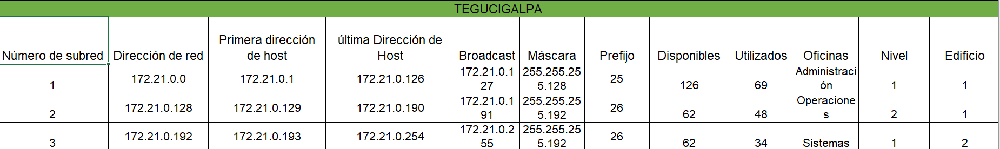 TEGUCIGALPA
Número de subred Dirección de red Primera dirección de host última Dirección de Host Broadcast Máscara Prefijo Disponibles Utilizados Oficinas Nivel Edificio
1 172.21.0.0 172.21.0.1 172.21.0.126 172.21.0.127 255.255.255.128 25 126 69 Administración 1 1
2 172.21.0.128 172.21.0.129 172.21.0.190 172.21.0.191 255.255.255.192 26 62 48 Operaciones 2 1
3 172.21.0.192 172.21.0.193 172.21.0.254 172.21.0.255 255.255.255.192 26 62 34 Sistemas 1 2